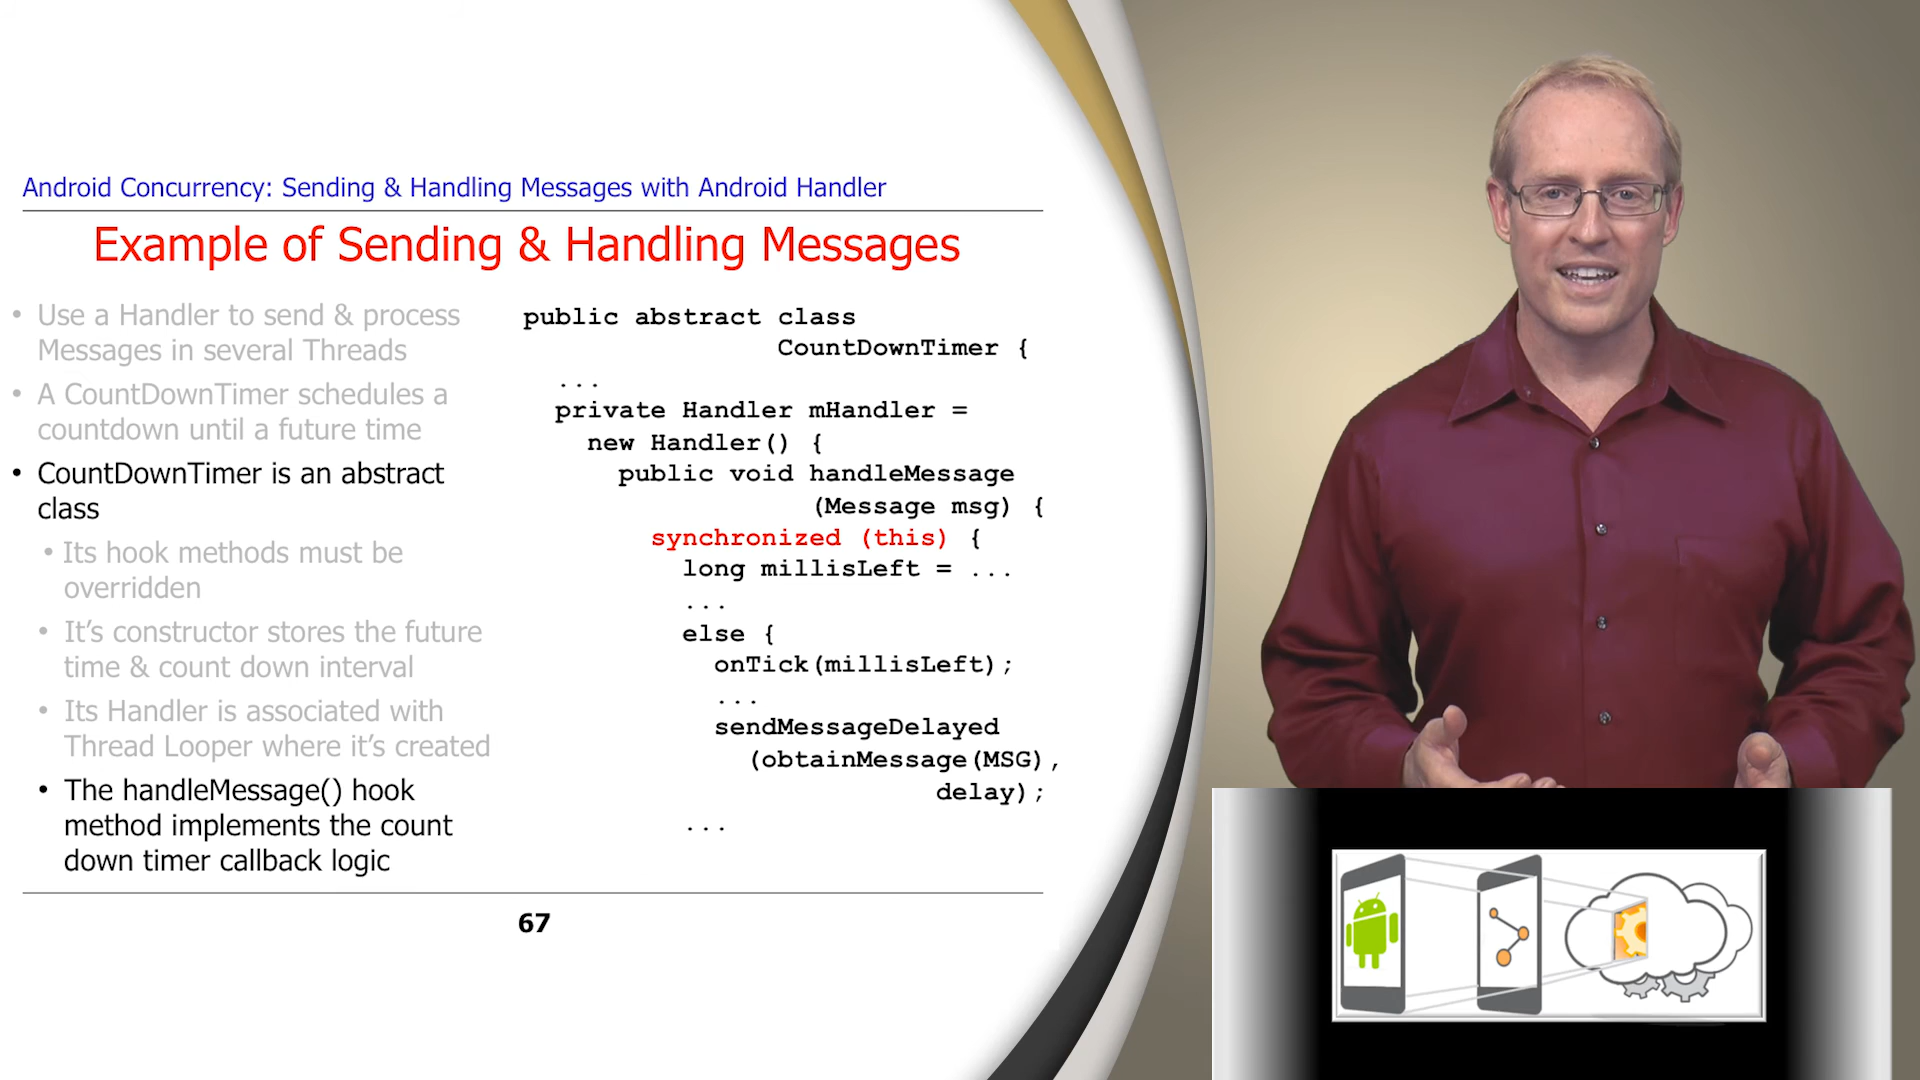 Android Concurrency: Sending & Handling Messages with Android Handler
Example of Sending & Handling Messages
• Use a Handler to send & process
Messages in several Threads
• A CountDownTimer schedules a
countdown until a future time
• CountDownTimer is an abstract
class
• Its hook methods must be
overridden
• It’s constructor stores the future
time & count down interval
• Its Handler is associated with
Thread Looper where it’s created
• The handleMessage() hook
method implements the count
down timer callback logic
public abstract class
CountDownTimer {
...
private Handler mHandler =
new Handler() {
public void handleMessage
(Message msg) {
synchronized (this) {
long millisLeft = ...
...
else {
onTick(millisLeft);
...
sendMessageDelayed
(obtainMessage(MSG),
delay);
...
67